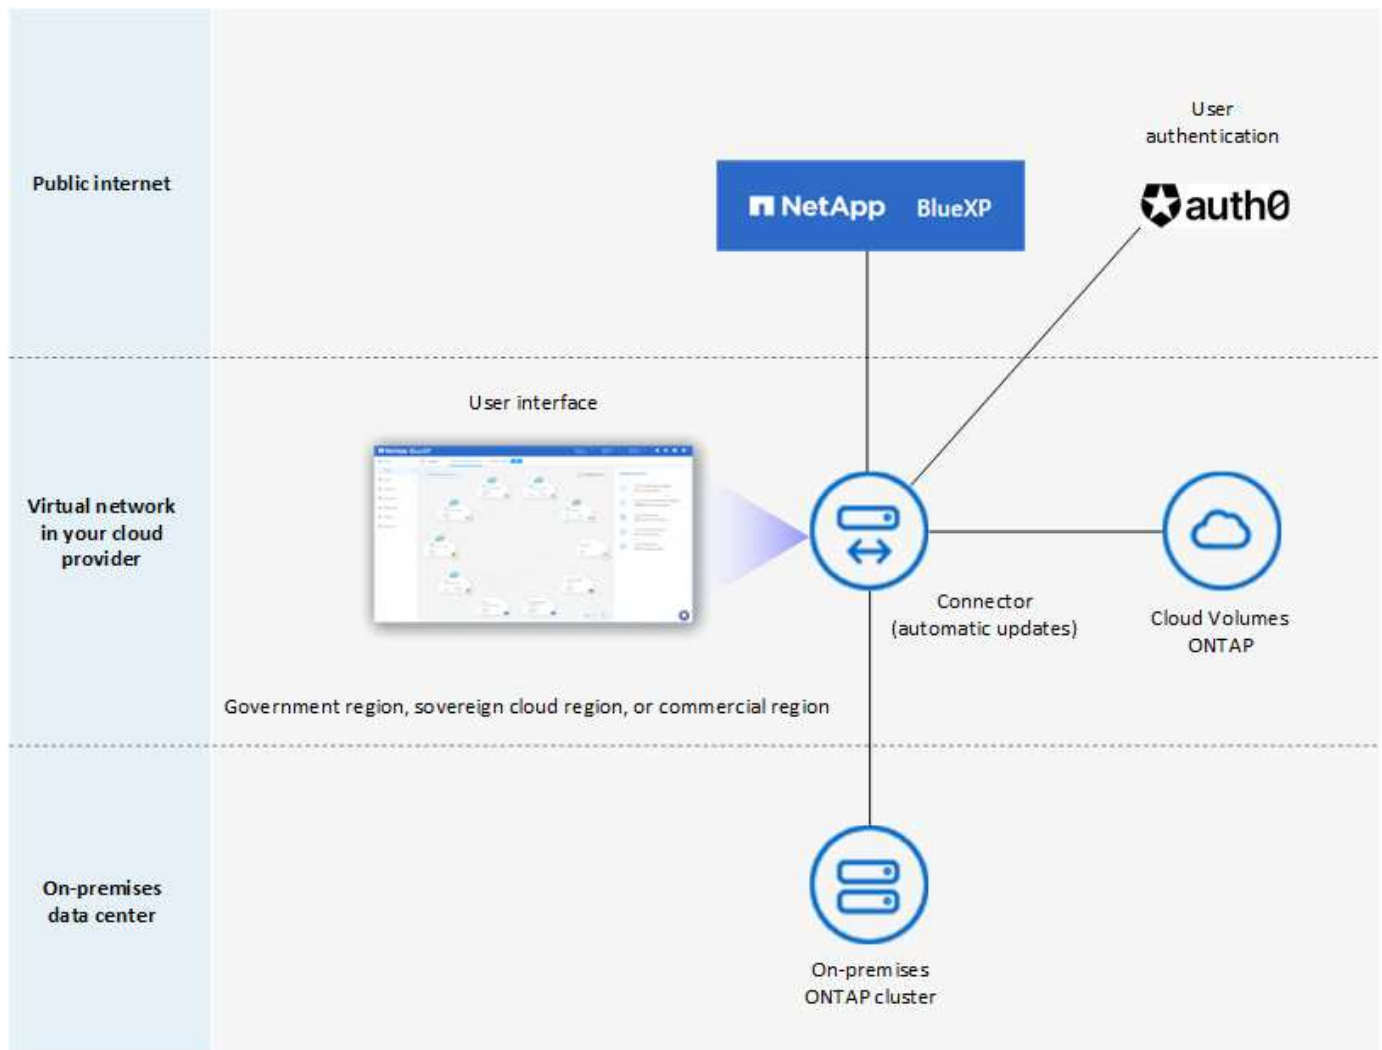 Public internet
NetApp BlueXP
User
authentication
auth0
Virtual network
in your cloud
provider
User interface
Connector
(automatic updates)
Cloud Volumes
ONTAP
Government region, sovereign cloud region, or commercial region
On-premises
data center
On-premises
ONTAP cluster